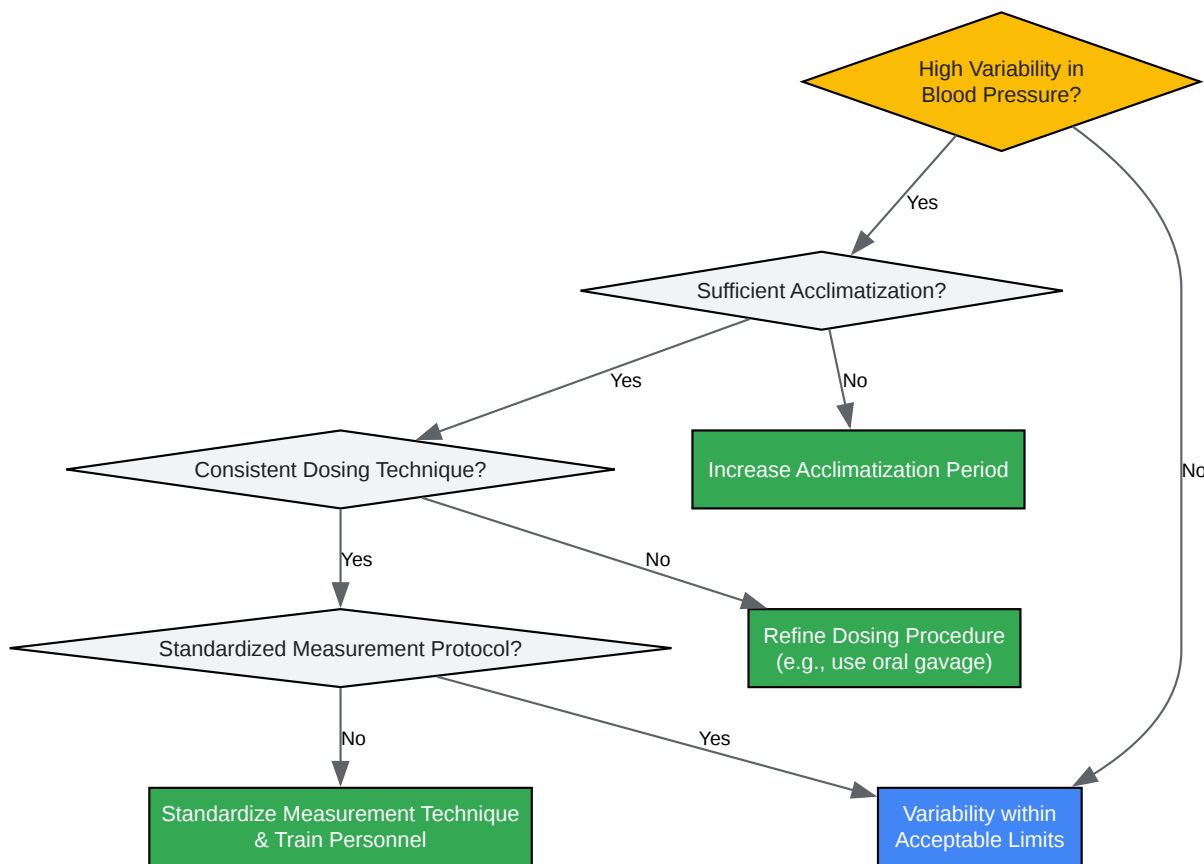 High Variability in
Blood Pressure?
Yes
Sufficient Acclimatization?
Yes
No
Consistent Dosing Technique?
Increase Acclimatization Period
No
Yes
No
Standardized Measurement Protocol?
Refine Dosing Procedure
(e.g., use oral gavage)
No
Yes
Standardize Measurement Technique
& Train Personnel
Variability within
Acceptable Limits